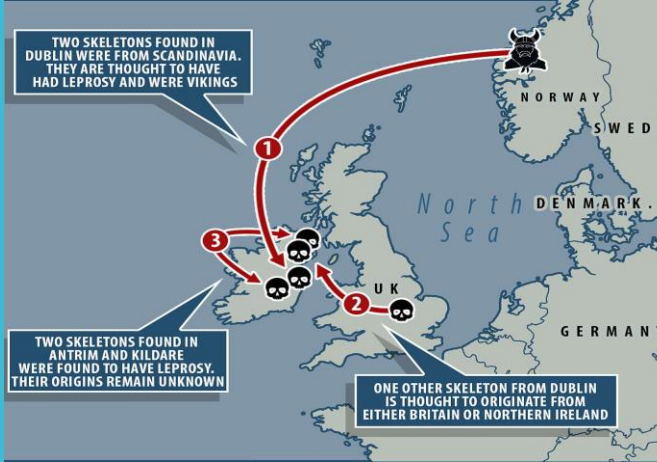 TWO SKELETONS FOUND IN
DUBLIN WERE FROM SCANDINAVIA.
THEY ARE THOUGHT TO HAVE
HAD LEPROSY AND WERE VIKINGS
NORWAY
SWED
1
North
Sea
DENMARK.
3
UK
2
GERMAN
TWO SKELETONS FOUND IN
ANTRIM AND KILDARE
WERE FOUND TO HAVE LEPROSY.
THEIR ORIGINS REMAIN UNKNOWN
ONE OTHER SKELETON FROM DUBLIN
IS THOUGHT TO ORIGINATE FROM
EITHER BRITAIN OR NORTHERN IRELAND